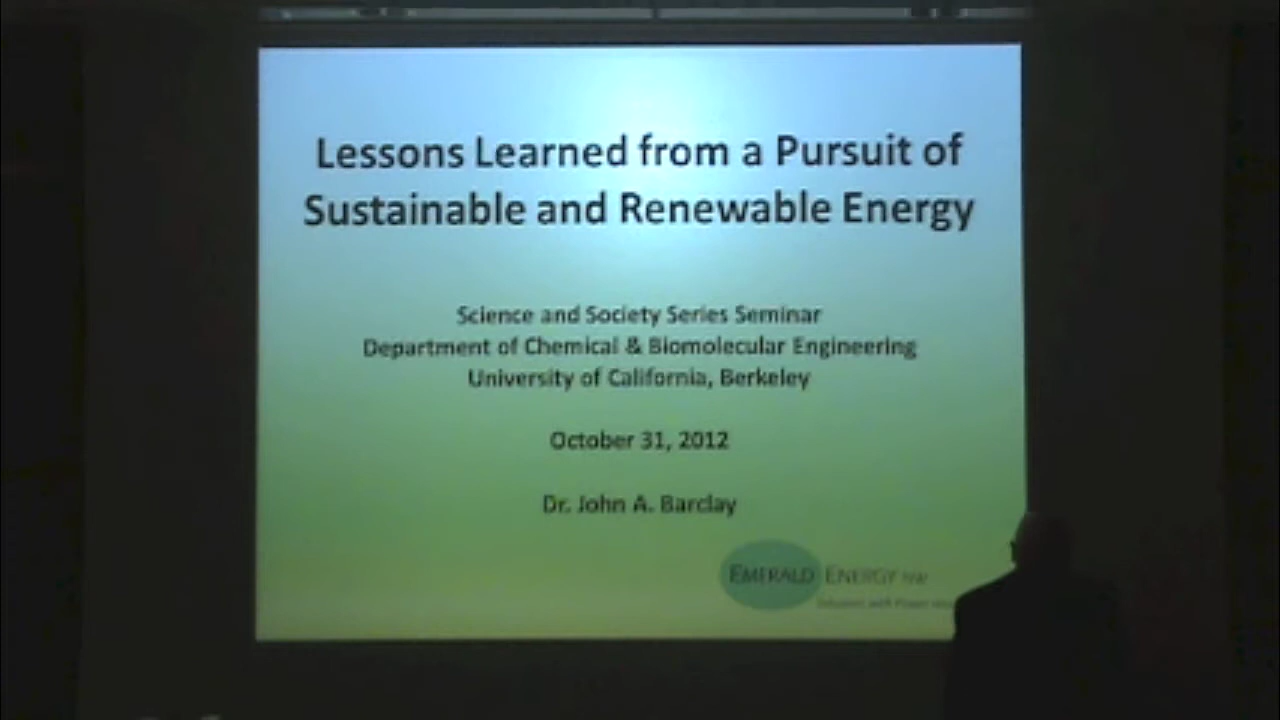 Lessons Learned from a Pursuit of
Sustainable and Renewable Energy
Science and Society Series Seminar
Department of Chemical & Biomolecular Engineering
University of California, Berkeley
October 31, 2012
Dr. John A. Barclay
EMERALD ENERGY NW